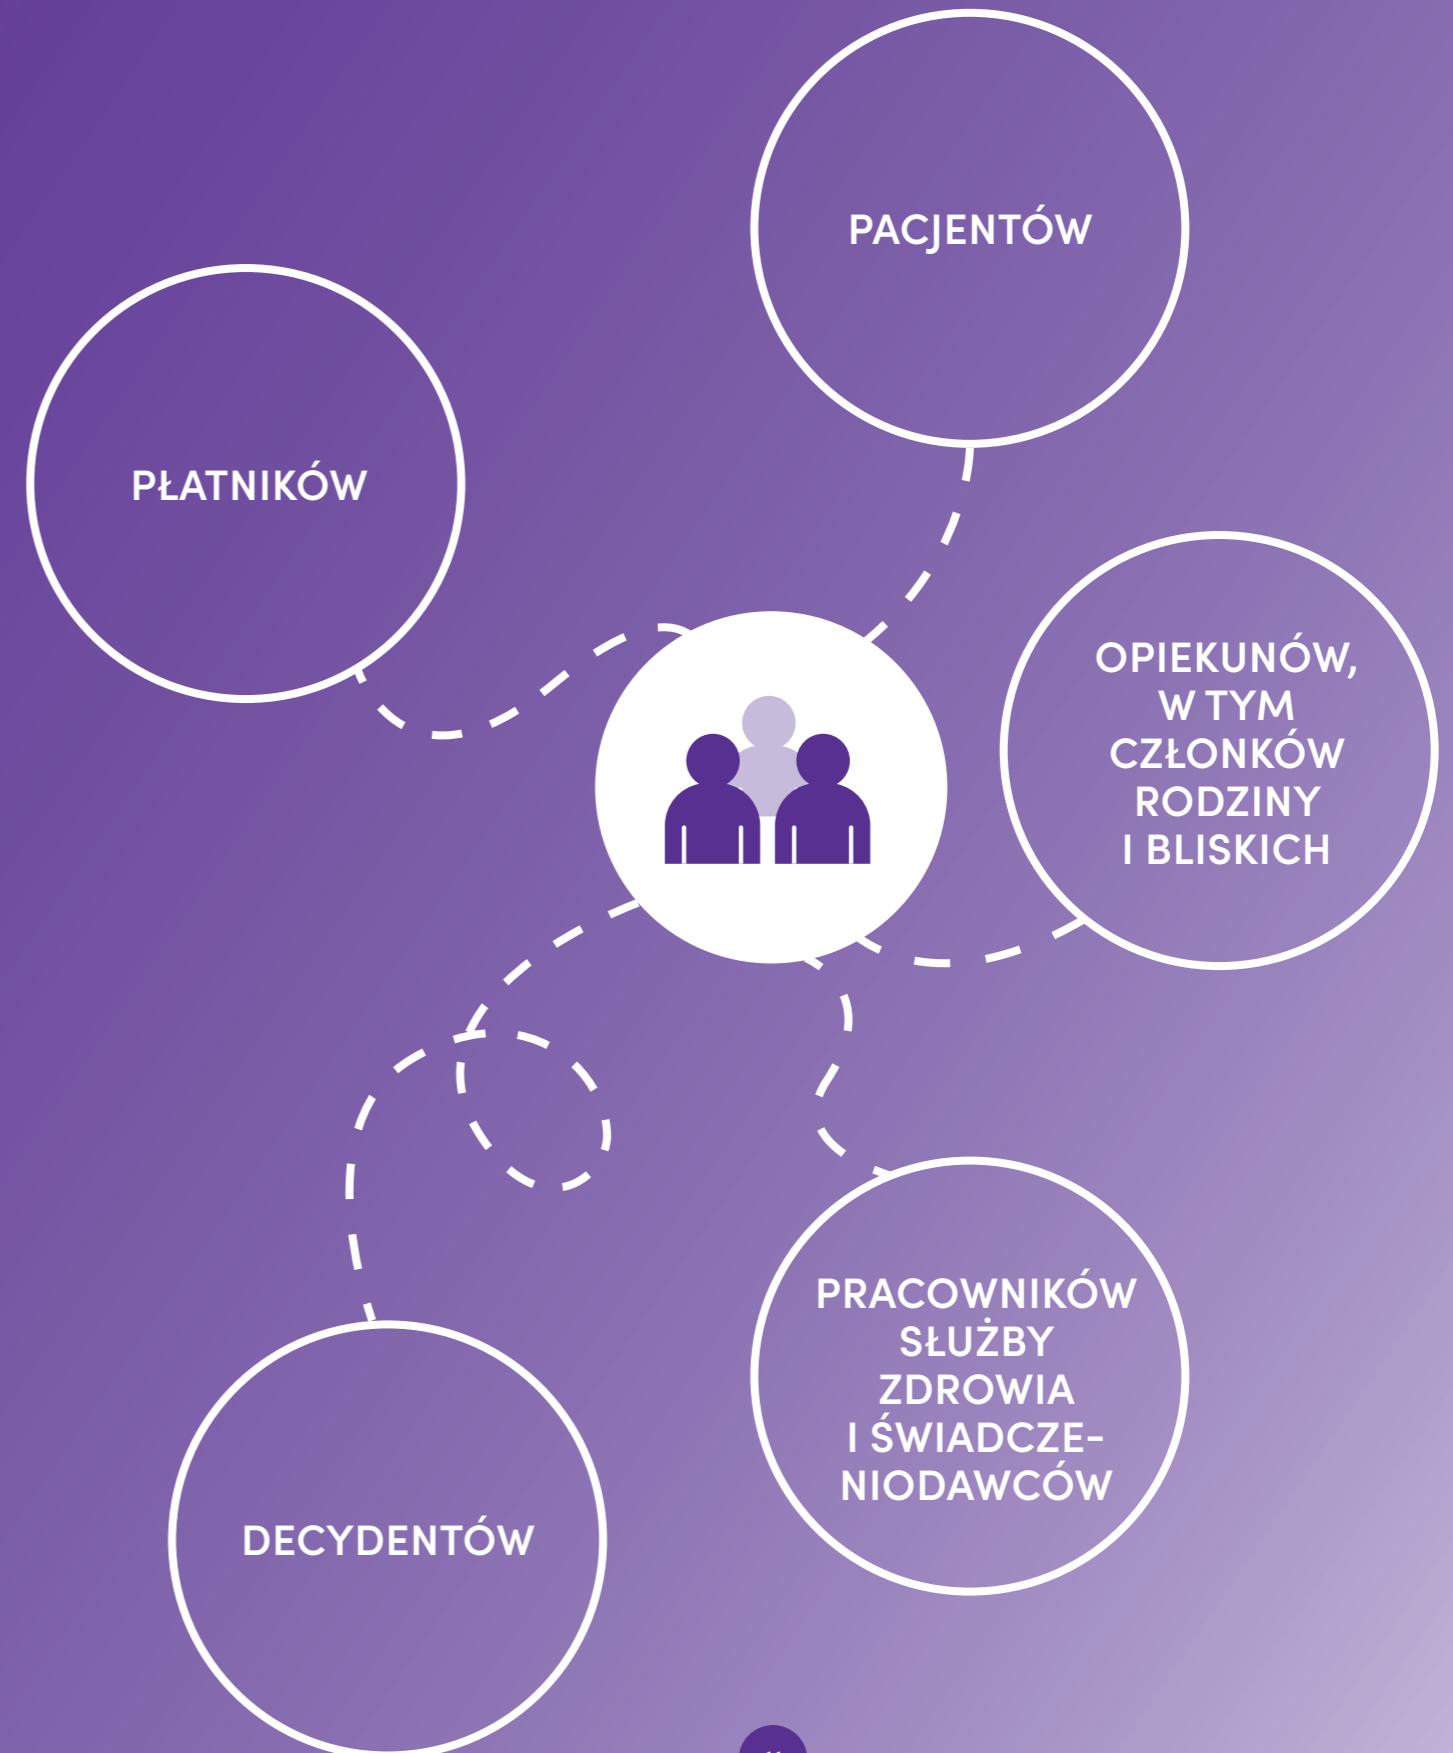 PACJENTÓW
PŁATNIKÓW
OPIEKUNÓW,
W TYM
CZŁONKÓW
RODZINY
I BLISKICH
PRACOWNIKÓW
SŁUŻBY
ZDROWIA
I ŚWIADCZE-
NIODAWCÓW
DECYDENTÓW